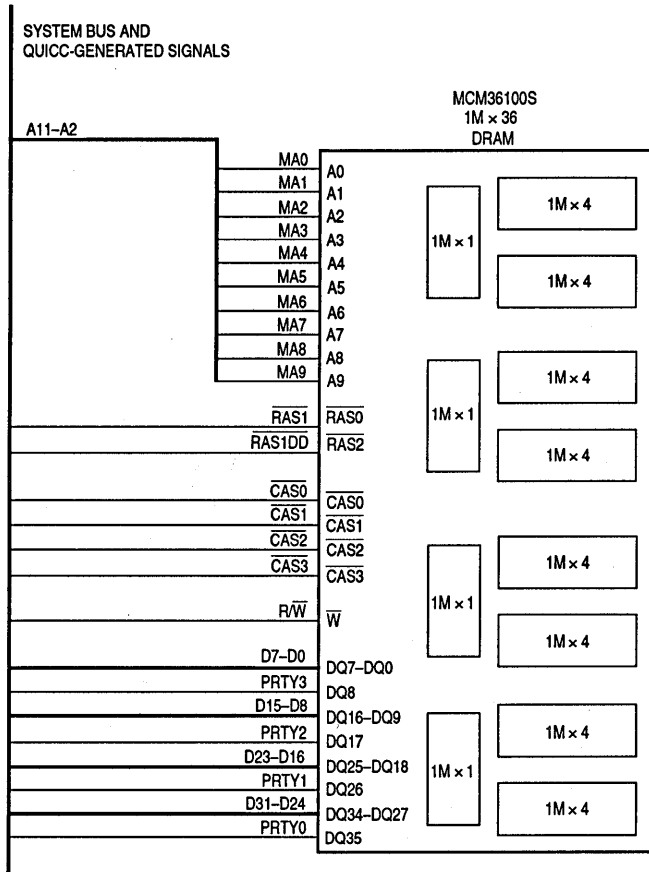 SYSTEM BUS AND
QUICC-GENERATED SIGNALS
MCM36100S
1M × 36
DRAM
A11–A2
MA0
A0
MA1
A1
MA2
A2
MA3
A3
MA4
A4
MA5
A5
MA6
A6
MA7
A7
MA8
A8
MA9
A9
RAS1
RAS0
RAS1DD
RAS2
CAS0
CAS0
CAS1
CAS1
CAS2
CAS2
CAS3
CAS3
R/W
W
D7–D0
DQ7–DQ0
PRTY3
DQ8
D15–D8
DQ16–DQ9
PRTY2
DQ17
D23–D16
DQ25–DQ18
PRTY1
DQ26
D31–D24
DQ34–DQ27
PRTY0
DQ35
1M × 1
1M × 4
1M × 4
1M × 1
1M × 4
1M × 4
1M × 1
1M × 4
1M × 4
1M × 1
1M × 4
1M × 4